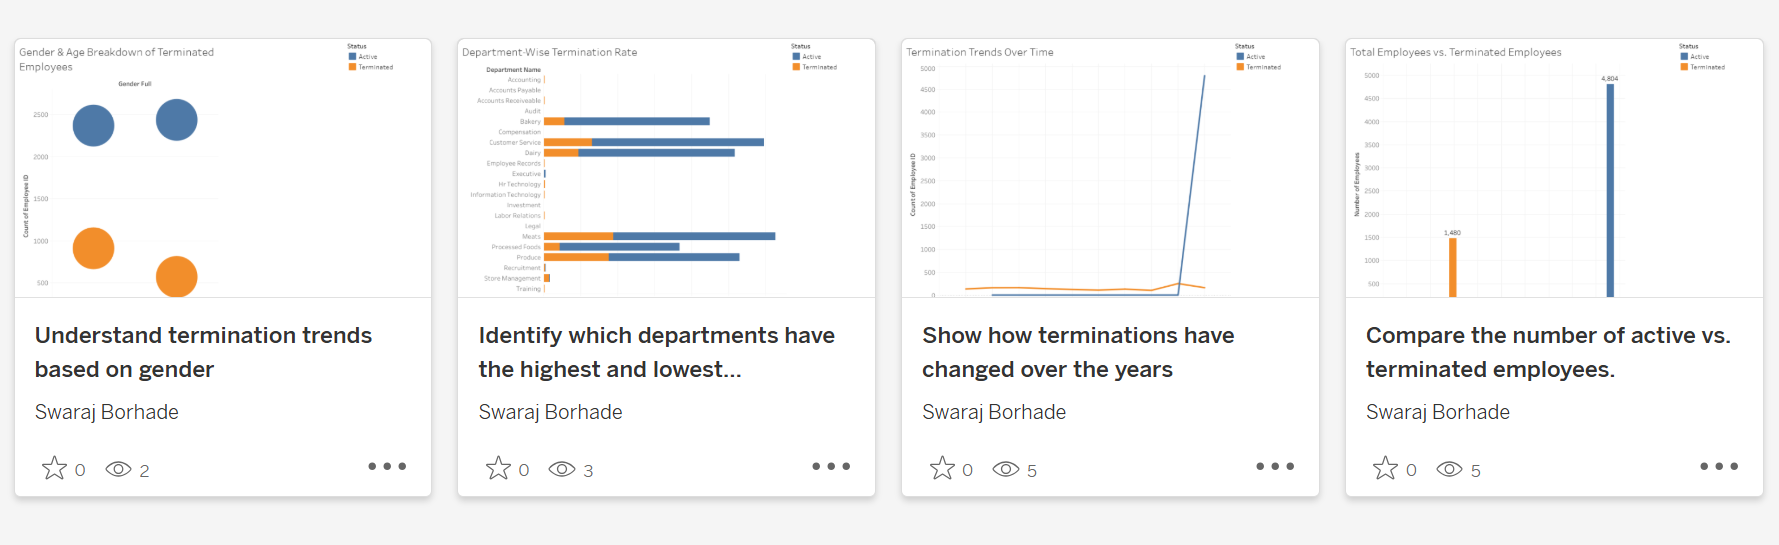 Gender & Age Breakdown of Terminated
Employees
Status
Active
Terminated
Gender Full
Count of Employee ID
2500
2000
1500
1000
500
Understand termination trends
based on gender
Swaraj Borhade
0
2
Department-Wise Termination Rate
Status
Active
Terminated
Department Name
Accounting
Accounts Payable
Accounts Receiveable
Audit
Bakery
Compensation
Customer Service
Dairy
Employee Records
Executive
Hr Technology
Information Technology
Investment
Labor Relations
Legal
Meats
Processed Foods
Produce
Recruitment
Store Management
Training
Identify which departments have
the highest and lowest...
Swaraj Borhade
0
3
Termination Trends Over Time
Status
Active
Terminated
Count of Employee ID
5000
4500
4000
3500
3000
2500
2000
1500
1000
500
0
Show how terminations have
changed over the years
Swaraj Borhade
0
5
Total Employees vs. Terminated Employees
Status
Active
Terminated
Number of Employees
5000
4500
4000
3500
3000
2500
2000
1500
1000
500
4,804
1,480
Compare the number of active vs.
terminated employees.
Swaraj Borhade
0
5